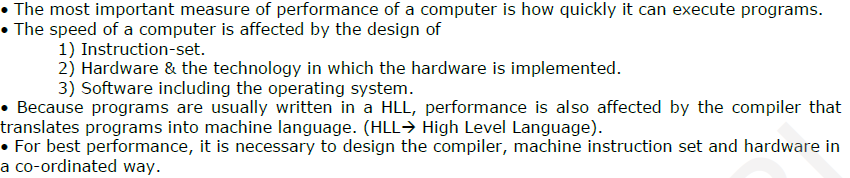 • The most important measure of performance of a computer is how quickly it can execute programs.
• The speed of a computer is affected by the design of
1) Instruction-set.
2) Hardware & the technology in which the hardware is implemented.
3) Software including the operating system.
• Because programs are usually written in a HLL, performance is also affected by the compiler that
translates programs into machine language. (HLL→ High Level Language).
• For best performance, it is necessary to design the compiler, machine instruction set and hardware in
a co-ordinated way.